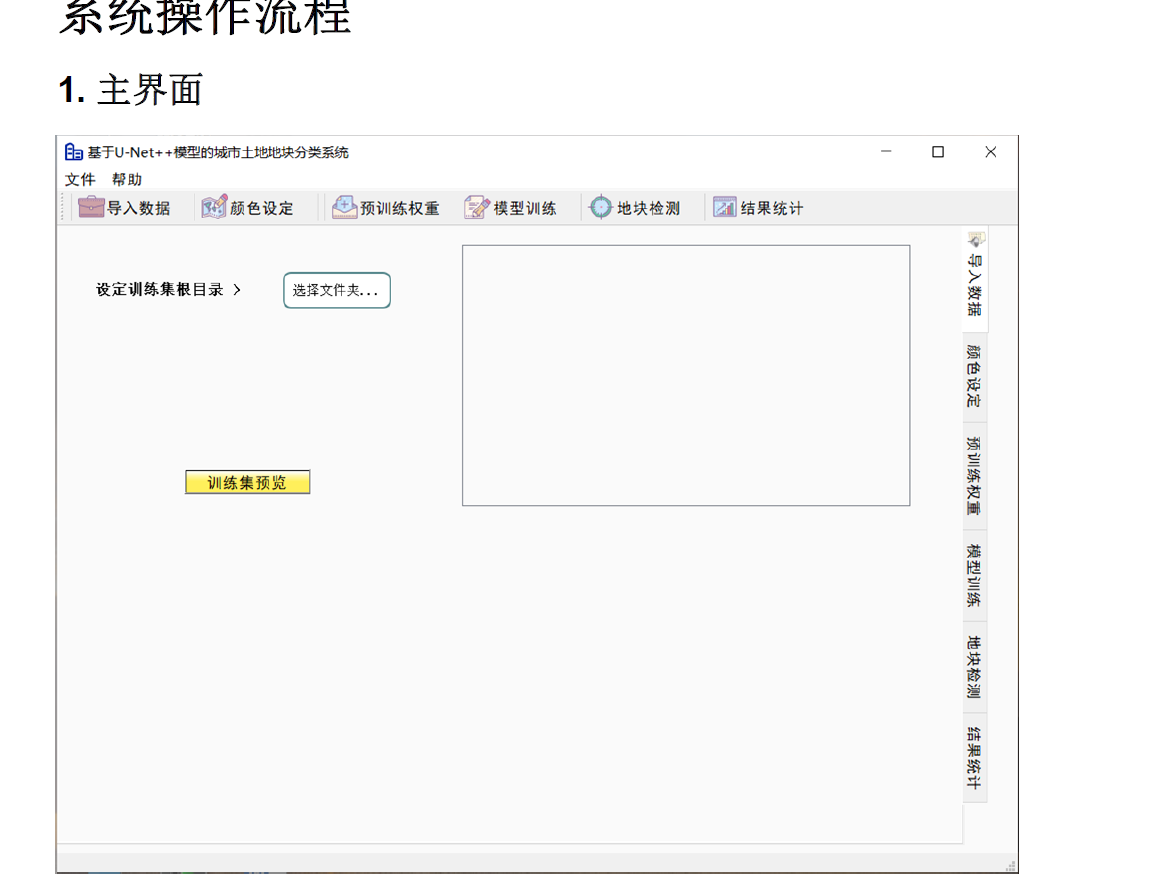 系统操作流程
1. 主界面
基于U-Net++模型的城市土地地块分类系统
文件 帮助
导入数据 颜色设定 预训练权重 模型训练 地块检测 结果统计
设定训练集根目录 > 选择文件夹...
训练集预览
导入数据
颜色设定
预训练权重
模型训练
地块检测
结果统计